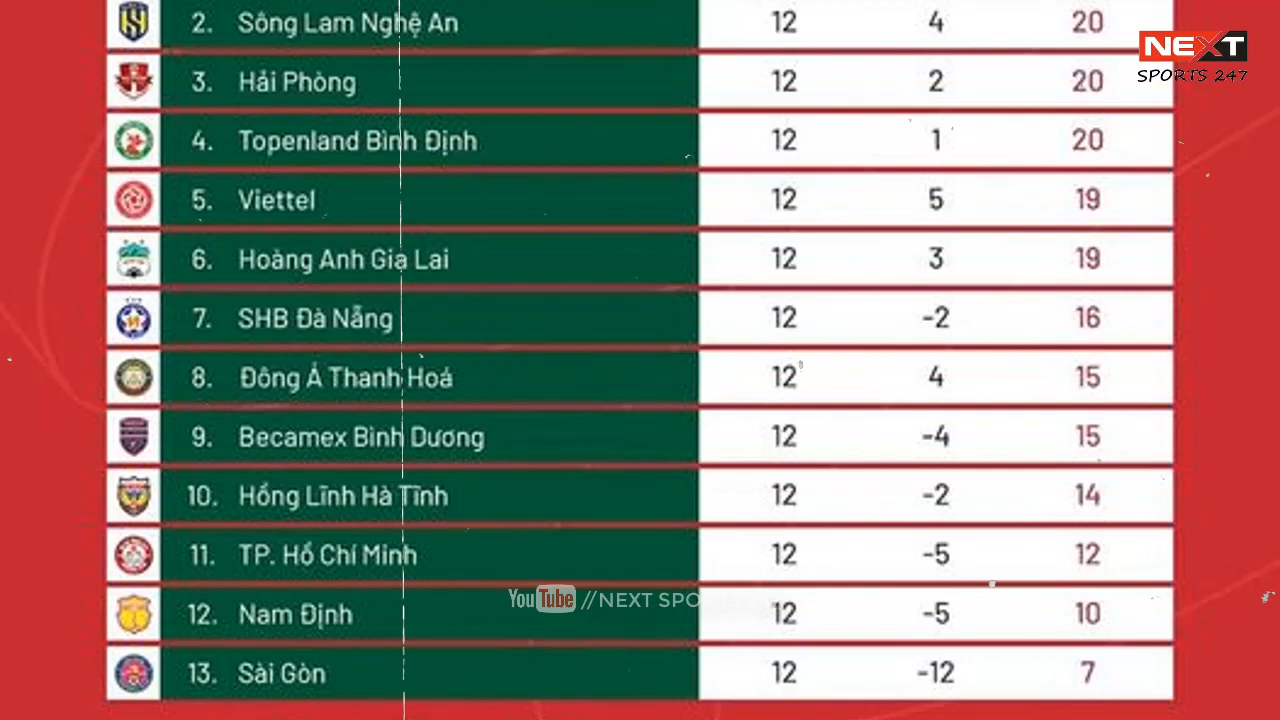 2. Sông Lam Nghệ An 12 4 20
NEXT
SPORTS 247
3. Hải Phòng 12 2 20
4. Topenland Bình Định 12 1 20
5. Viettel 12 5 19
6. Hoàng Anh Gia Lai 12 3 19
7. SHB Đà Nẵng 12 -2 16
8. Đông Á Thanh Hoá 12 4 15
9. Becamex Bình Dương 12 -4 15
10. Hồng Lĩnh Hà Tĩnh 12 -2 14
11. TP. Hồ Chí Minh 12 -5 12
YouTube //NEXT SPO
12. Nam Định 12 -5 10
13. Sài Gòn 12 -12 7